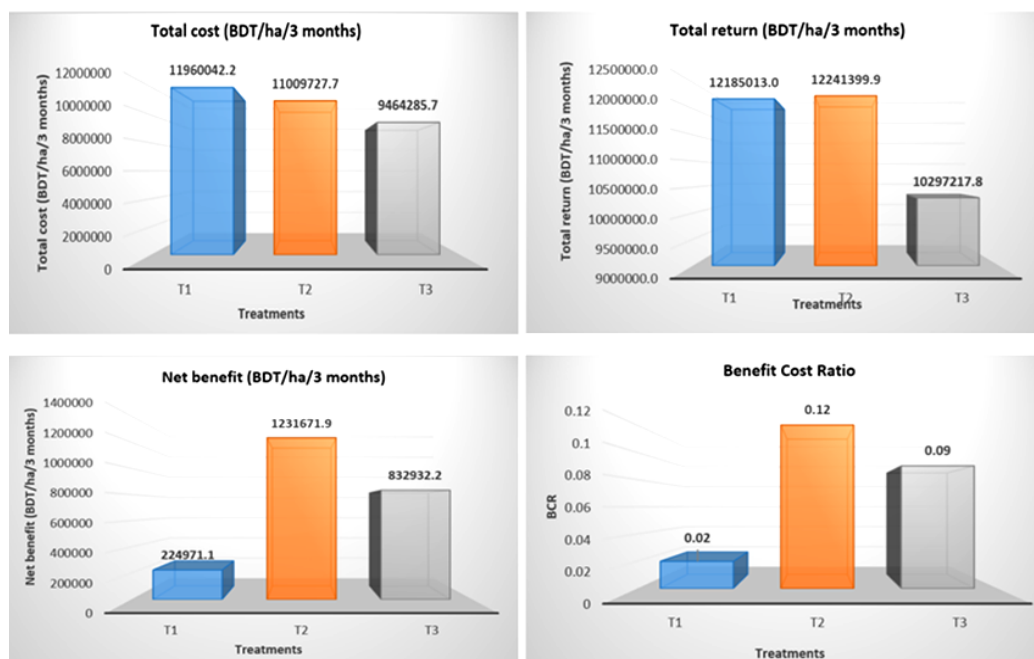 Total cost (BDT/ha/3 months)
Total cost (BDT/ha/3 months)
12000000
10000000
8000000
6000000
4000000
2000000
0
11960042.2
11009727.7
9464285.7
T1
T2
T3
Treatments
Total return (BDT/ha/3 months)
Total return (BDT/ha/3 months)
12500000.0
12000000.0
11500000.0
11000000.0
10500000.0
10000000.0
9500000.0
9000000.0
12185013.0
12241399.9
10297217.8
T1
T2
T3
Treatments
Net benefit (BDT/ha/3 months)
Net benefit (BDT/ha/3 months)
1400000
1200000
1000000
800000
600000
400000
200000
0
224971.1
1231671.9
832932.2
T1
T2
T3
Treatments
Benefit Cost Ratio
BCR
0.12
0.1
0.08
0.06
0.04
0.02
0
0.02
0.12
0.09
T1
T2
T3
Treatments